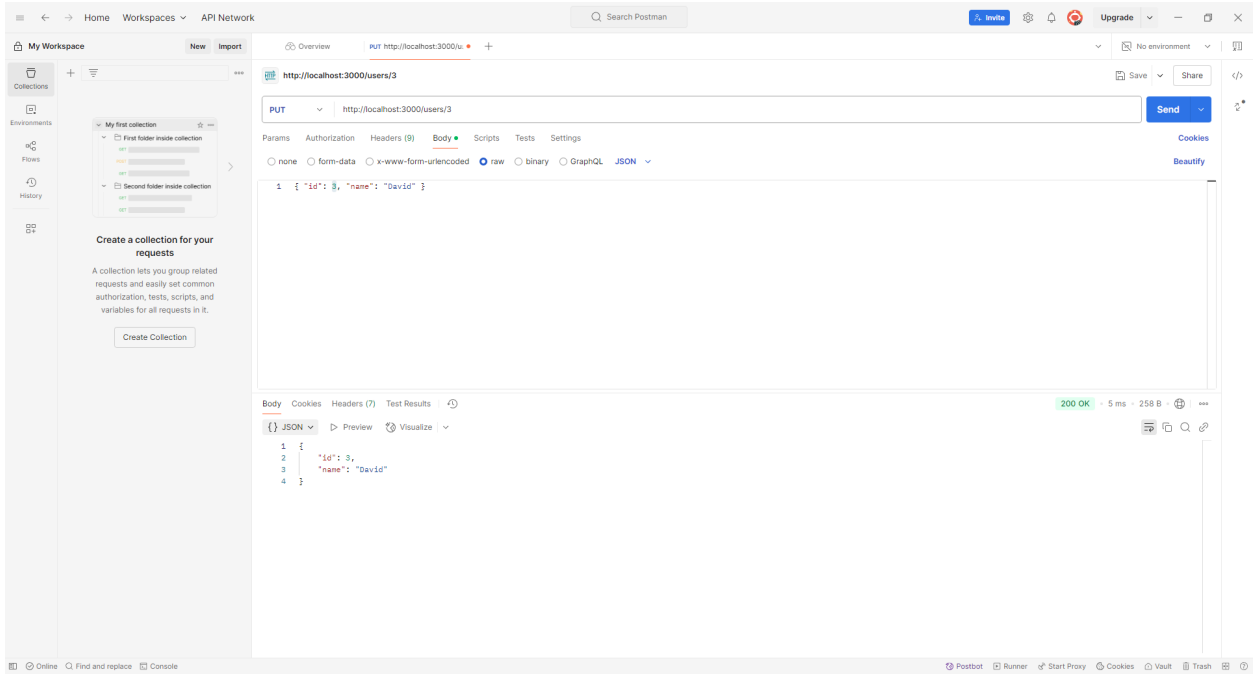 Home Workspaces API Network Search Postman Invite Upgrade
My Workspace New Import Overview PUT http://localhost:3000/u: No environment
Collections
Environments
Flows
History
My first collection
First folder inside collection
GET
GET
Second folder inside collection
GET
GET
Create a collection for your
requests
A collection lets you group related
requests and easily set common
authorization, tests, scripts, and
variables for all requests in it.
Create Collection
http://localhost:3000/users/3 Save Share
PUT http://localhost:3000/users/3 Send
Params Authorization Headers (9) Body Scripts Tests Settings Cookies
none form-data x-www-form-urlencoded raw binary GraphQL JSON Beautify
1 { "id": 3, "name": "David" }
Body Cookies Headers (7) Test Results 200 OK 5 ms 258 B
{} JSON Preview Visualize
1 {
2 "id": 3,
3 "name": "David"
4 }
Online Find and replace Console Postbot Runner Start Proxy Cookies Vault Trash